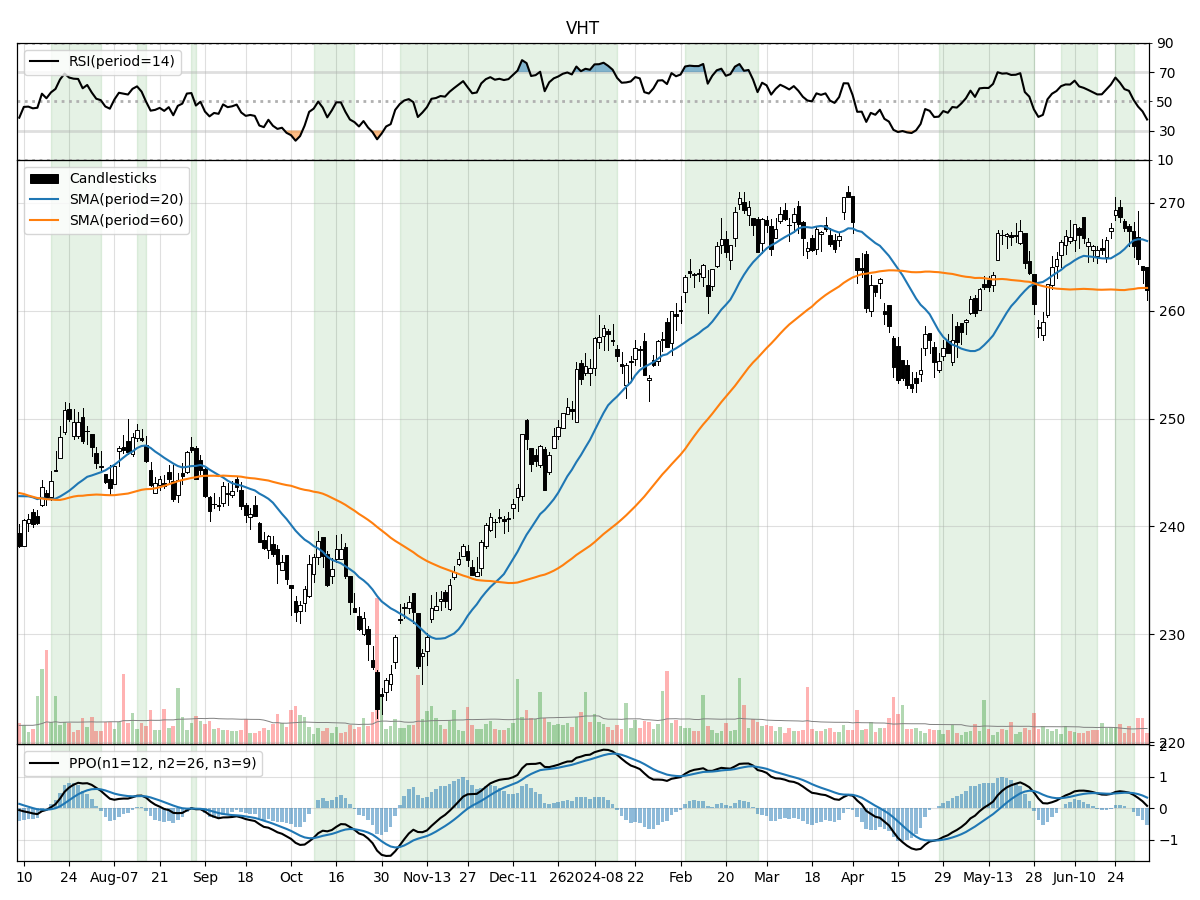 VHT
RSI(period=14)
90
70
50
30
10
Candlesticks
SMA(period=20)
SMA(period=60)
270
260
250
240
230
220
PPO(n1=12, n2=26, n3=9)
2
1
0
−1
10 24 Aug-07 21 Sep 18 Oct 16 30 Nov-13 27 Dec-11 26 2024-08 22 Feb 20 Mar 18 Apr 15 29 May-13 28 Jun-10 24